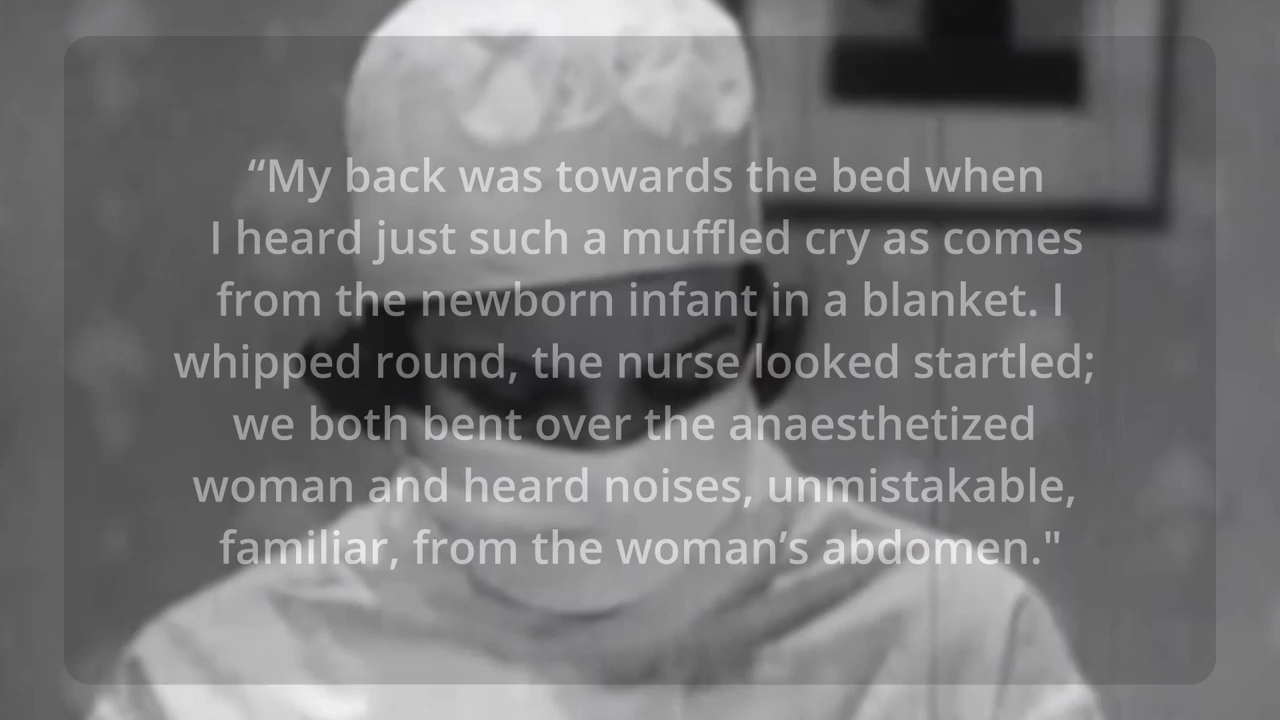 “My back was towards the bed when
I heard just such a muffled cry as comes
from the newborn infant in a blanket. I
whipped round, the nurse looked startled;
we both bent over the anaesthetized
woman and heard noises, unmistakable,
familiar, from the woman’s abdomen."